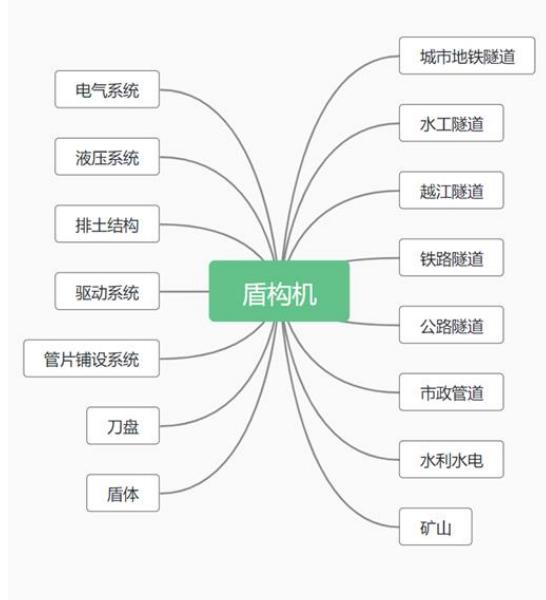 电气系统
液压系统
排土结构
驱动系统
管片铺设系统
刀盘
盾体
盾构机
城市地铁隧道
水工隧道
越江隧道
铁路隧道
公路隧道
市政管道
水利水电
矿山